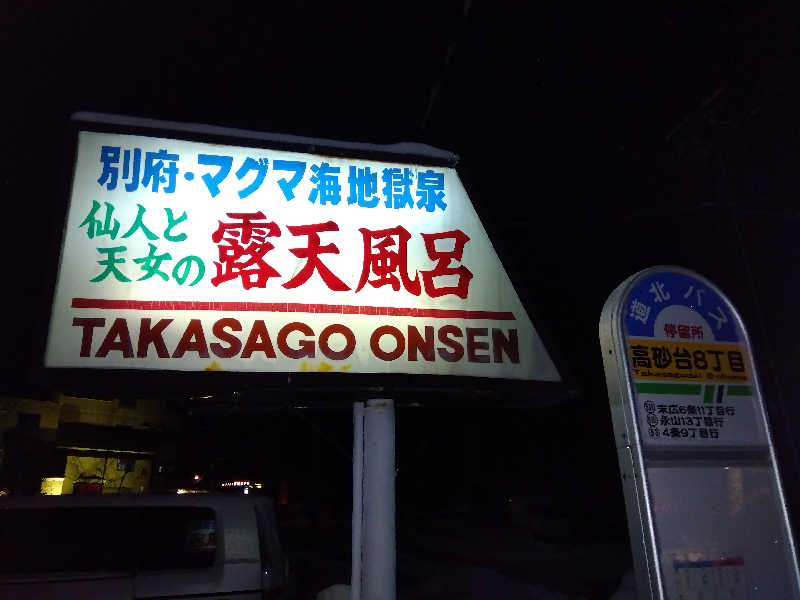 別府・マグマ海地獄泉
仙人と
天女の
露天風呂
TAKASAGO ONSEN
道北バス
停留所
高砂台8丁目
末広6条11丁目行
永山13丁目行
4条9丁目行